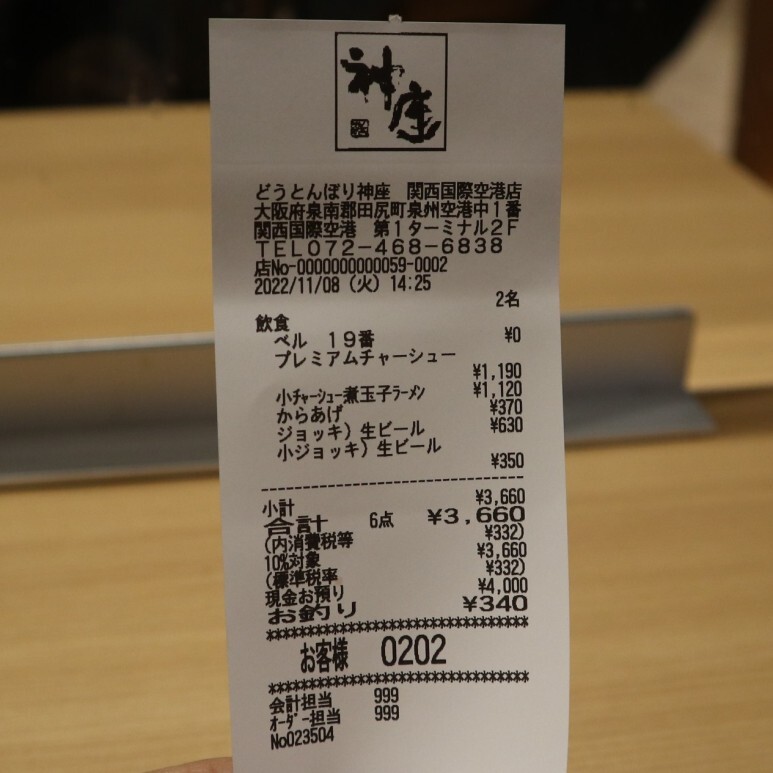 神座
どうとんぼり神座 関西国際空港店
大阪府泉南郡田尻町泉州空港中1番
関西国際空港 第1ターミナル2F
TEL072-468-6838
店No-0000000000059-0002
2022/11/08 (火) 14:25
2名
飲食
ベル 19番 ¥0
プレミアムチャーシュー
¥1,190
小ﾁｬｰｼｭｰ煮玉子ﾗｰﾒﾝ ¥1,120
からあげ ¥370
ジョッキ）生ビール ¥630
小ジョッキ）生ビール
¥350
--------------------------------
小計 ¥3,660
合計 6点 ¥3,660
(内消費税等 ¥332)
10%対象 ¥3,660
(標準税率 ¥332)
現金お預り ¥4,000
お釣り ¥340
********************************
お客様 0202
********************************
会計担当 999
ｵｰﾀﾞｰ担当 999
No023504